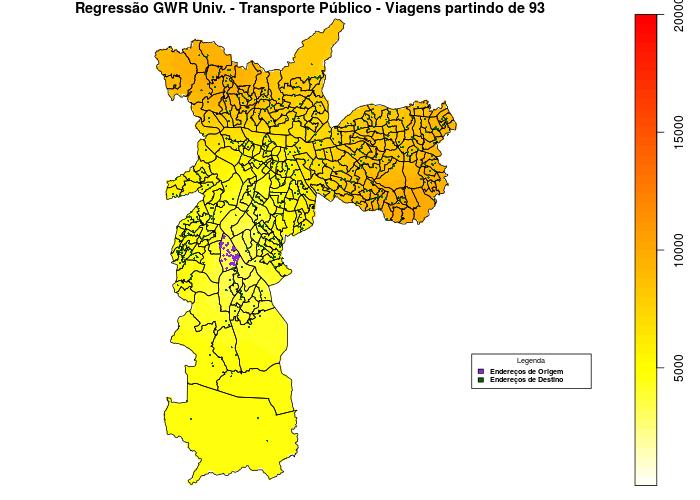 Regressão GWR Univ. - Transporte Público - Viagens partindo de 93
20000
15000
10000
5000
Legenda
Endereços de Origem
Endereços de Destino